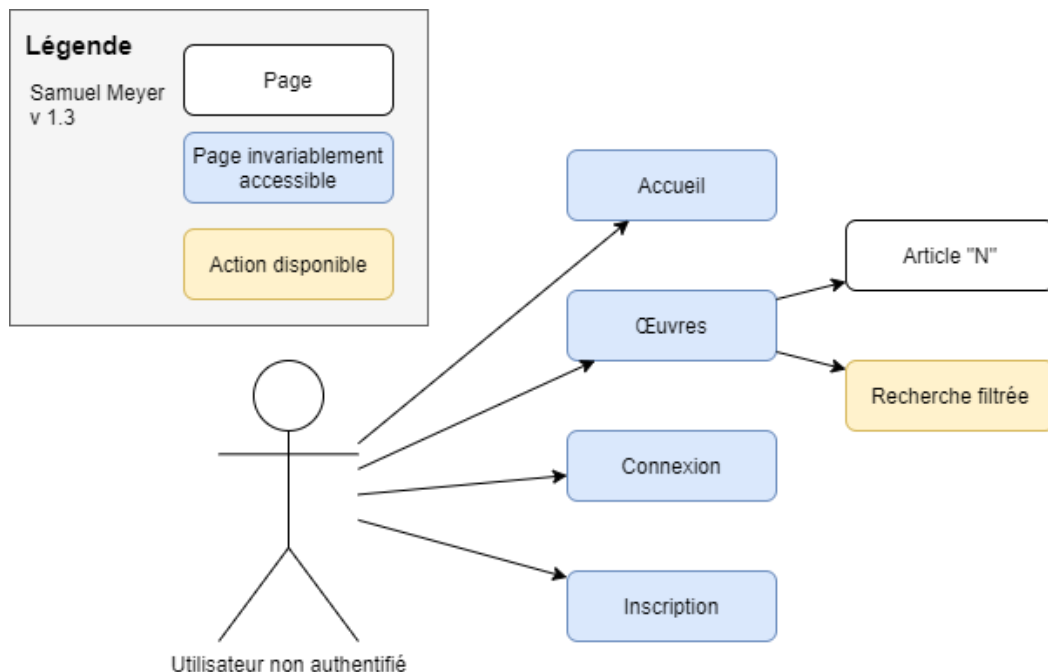 Légende
Samuel Meyer
v 1.3
Page
Page invariablement
accessible
Action disponible
Accueil
Œuvres
Article "N"
Recherche filtrée
Connexion
Inscription
Utilisateur non authentifié